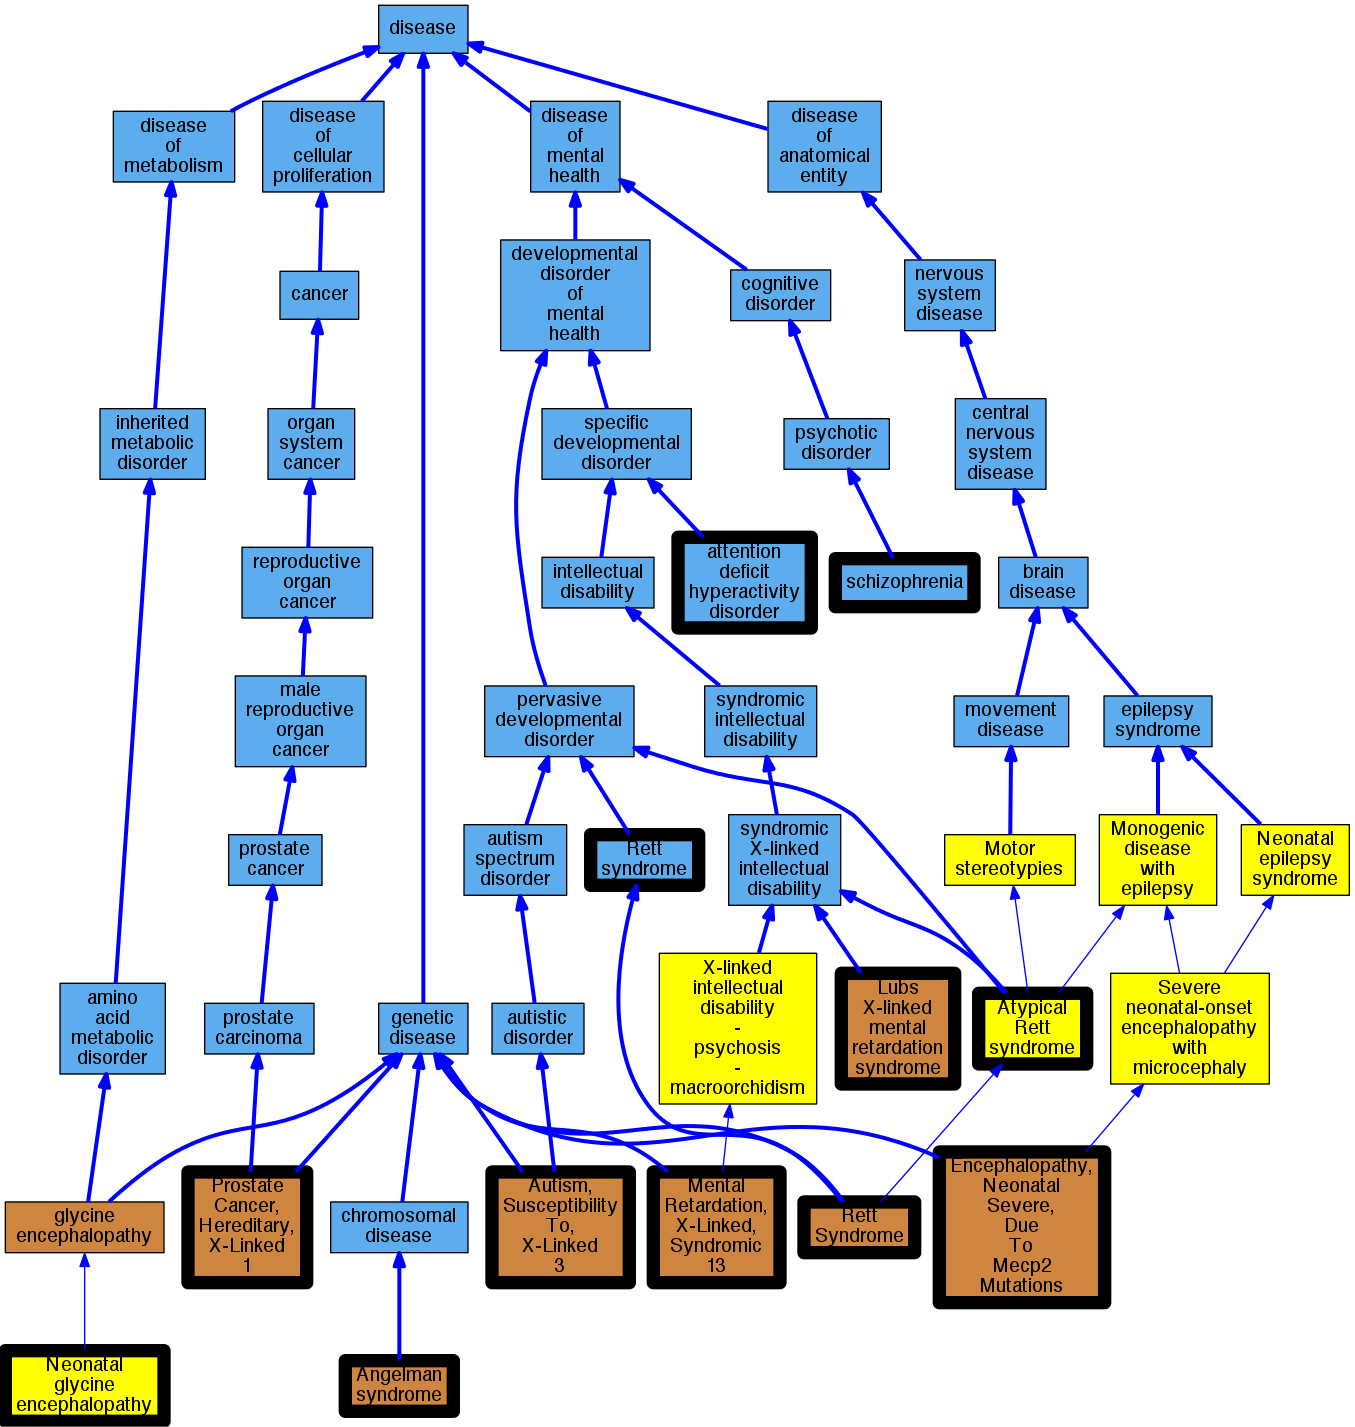 disease
disease
of
metabolism
disease
of
cellular
proliferation
disease
of
mental
health
disease
of
anatomical
entity
developmental
disorder
of
mental
health
cognitive
disorder
nervous
system
disease
cancer
inherited
metabolic
disorder
organ
system
cancer
specific
developmental
disorder
psychotic
disorder
central
nervous
system
disease
reproductive
organ
cancer
intellectual
disability
attention
deficit
hyperactivity
disorder
schizophrenia
brain
disease
male
reproductive
organ
cancer
pervasive
developmental
disorder
syndromic
intellectual
disability
movement
disease
epilepsy
syndrome
prostate
cancer
autism
spectrum
disorder
Rett
syndrome
syndromic
X-linked
intellectual
disability
Motor
stereotypies
Monogenic
disease
with
epilepsy
Neonatal
epilepsy
syndrome
amino
acid
metabolic
disorder
prostate
carcinoma
genetic
disease
autistic
disorder
X-linked
intellectual
disability
-
psychosis
-
macroorchidism
Lubs
X-linked
mental
retardation
syndrome
Atypical
Rett
syndrome
Severe
neonatal-onset
encephalopathy
with
microcephaly
glycine
encephalopathy
Prostate
Cancer,
Hereditary,
X-Linked
1
chromosomal
disease
Autism,
Susceptibility
To,
X-Linked
3
Mental
Retardation,
X-Linked,
Syndromic
13
Rett
Syndrome
Encephalopathy,
Neonatal
Severe,
Due
To
Mecp2
Mutations
Neonatal
glycine
encephalopathy
Angelman
syndrome